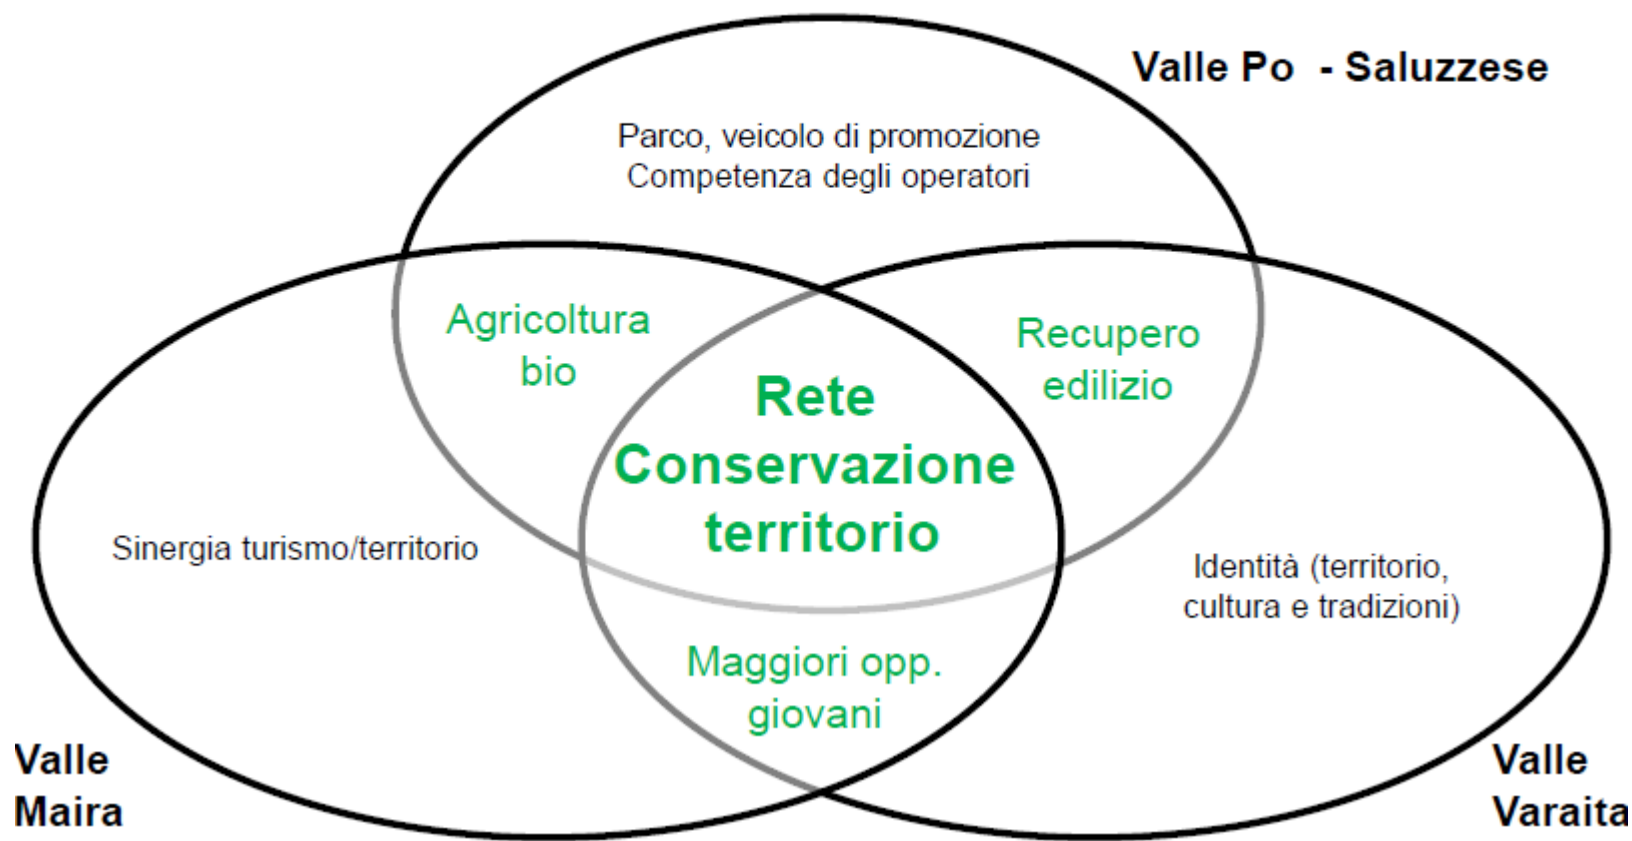 Valle Po - Saluzzese
Parco, veicolo di promozione
Competenza degli operatori
Agricoltura
bio
Recupero
edilizio
Rete
Conservazione
territorio
Sinergia turismo/territorio
Identità (territorio,
cultura e tradizioni)
Maggiori opp.
giovani
Valle
Maira
Valle
Varaita